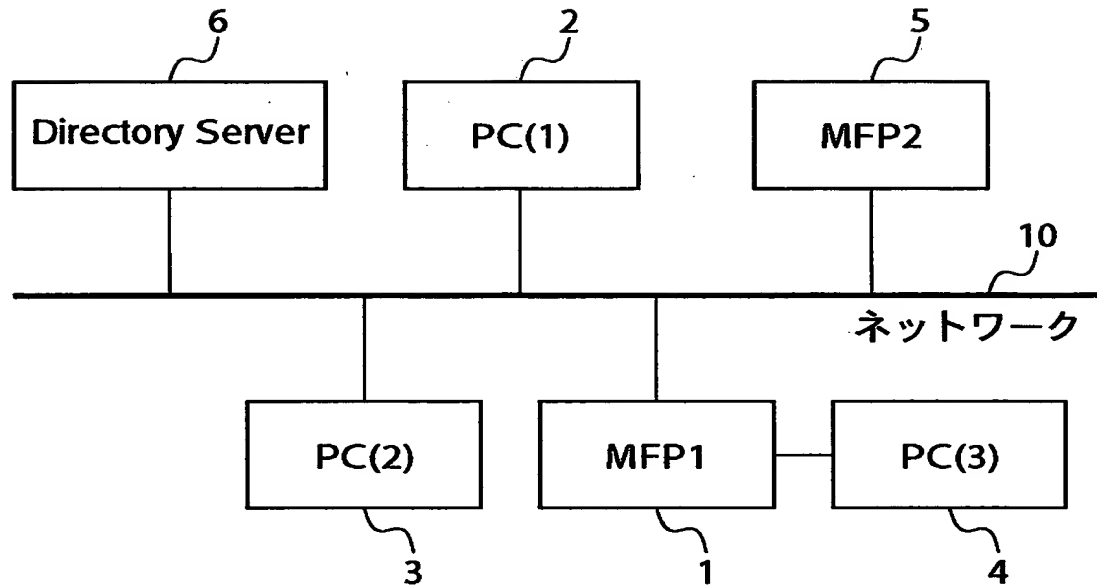 6
2
5
Directory Server
PC(1)
MFP2
10
ネットワーク
PC(2)
MFP1
PC(3)
3
1
4